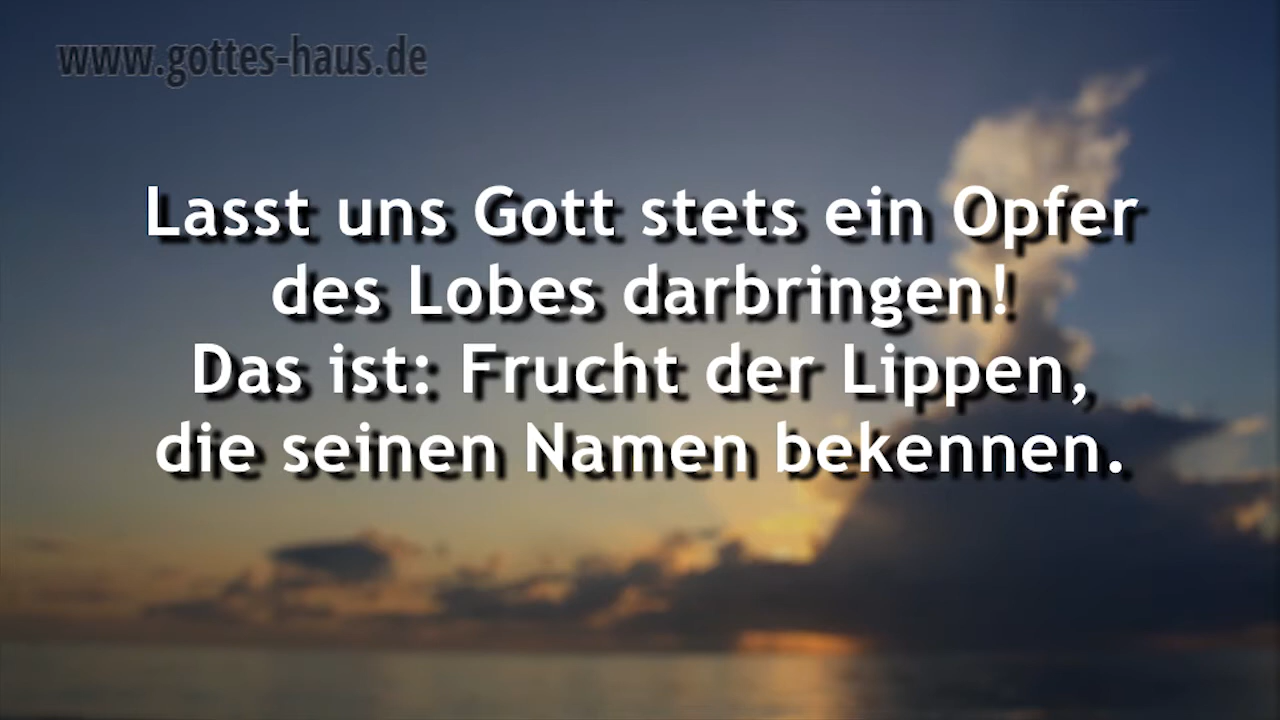 www.gottes-haus.de
Lasst uns Gott stets ein Opfer
des Lobes darbringen!
Das ist: Frucht der Lippen,
die seinen Namen bekennen.